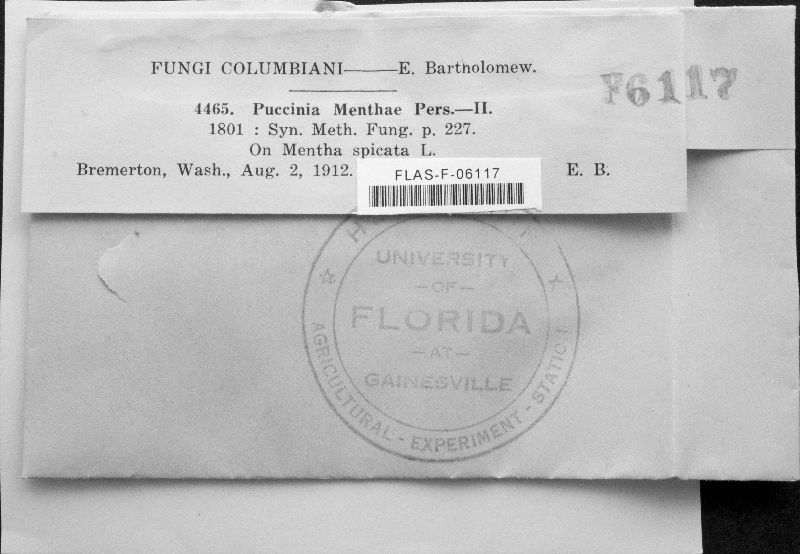 FUNGI COLUMBIANI——E. Bartholomew.
F6117
4465. Puccinia Menthae Pers.—II.
1801 : Syn. Meth. Fung. p. 227.
On Mentha spicata L.
Bremerton, Wash., Aug. 2, 1912. E. B.
FLAS-F-06117
UNIVERSITY
-OF-
FLORIDA
-AT-
GAINESVILLE
AGRICULTURAL - EXPERIMENT - STATION